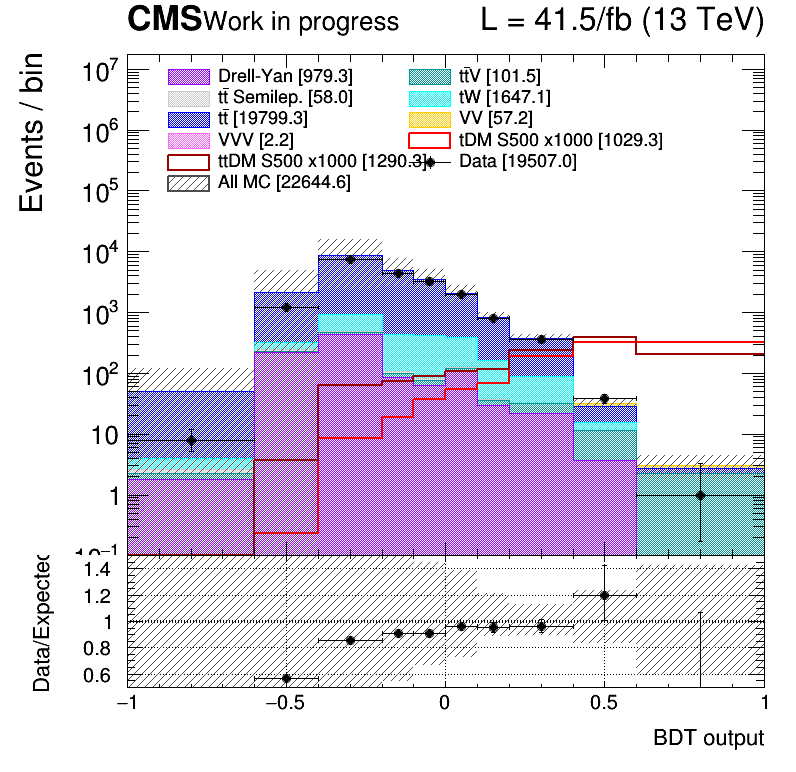 CMS Work in progress L = 41.5/fb (13 TeV)
Events / bin
10⁷
10⁶
10⁵
10⁴
10³
10²
10
1
10⁻¹
Drell-Yan [979.3]
tt̄V [101.5]
tt̄ Semilep. [58.0]
tW [1647.1]
tt̄ [19799.3]
VV [57.2]
VVV [2.2]
tDM S500 x1000 [1029.3]
ttDM S500 x1000 [1290.3]
Data [19507.0]
All MC [22644.6]
Data/Expected
1.4
1.2
1
0.8
0.6
−1 −0.5 0 0.5 1
BDT output